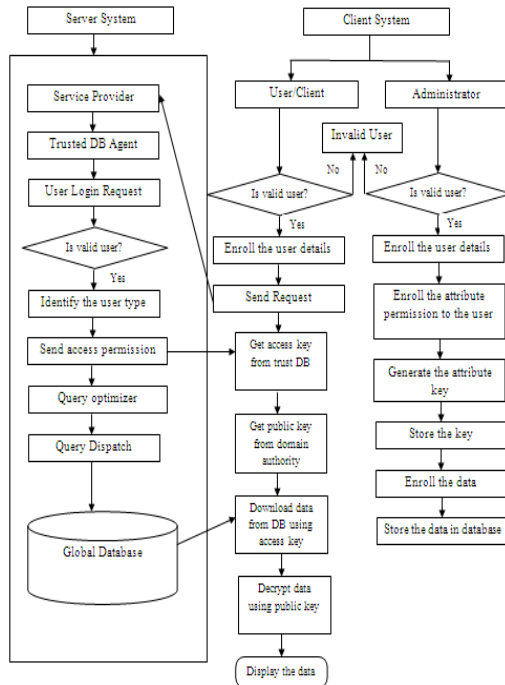 Server System
Service Provider
Trusted DB Agent
User Login Request
Is valid user?
Yes
Identify the user type
Send access permission
Query optimizer
Query Dispatch
Global Database
Client System
User/Client
Administrator
Invalid User
No
No
Is valid user?
Yes
Enroll the user details
Send Request
Get access key
from trust DB
Get public key
from domain
authority
Download data
from DB using
access key
Decrypt data
using public key
Display the data
Is valid user?
Yes
Enroll the user details
Enroll the attribute
permission to the user
Generate the attribute
key
Store the key
Enroll the data
Store the data in database